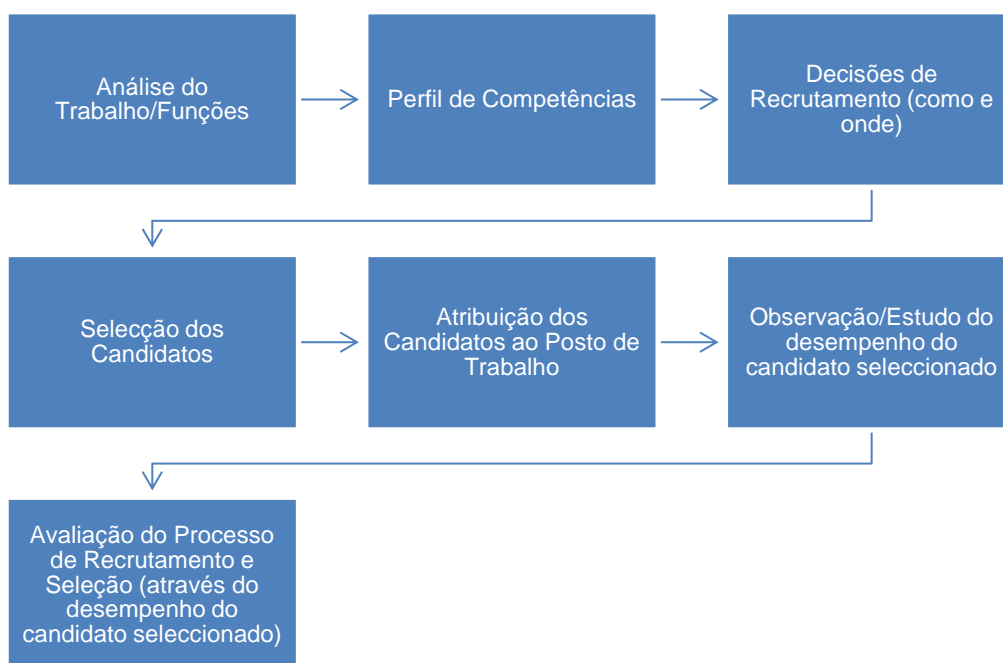 Análise do
Trabalho/Funções
Perfil de Competências
Decisões de
Recrutamento (como e
onde)
Selecção dos
Candidatos
Atribuição dos
Candidatos ao Posto de
Trabalho
Observação/Estudo do
desempenho do
candidato seleccionado
Avaliação do Processo
de Recrutamento e
Seleção (através do
desempenho do
candidato seleccionado)